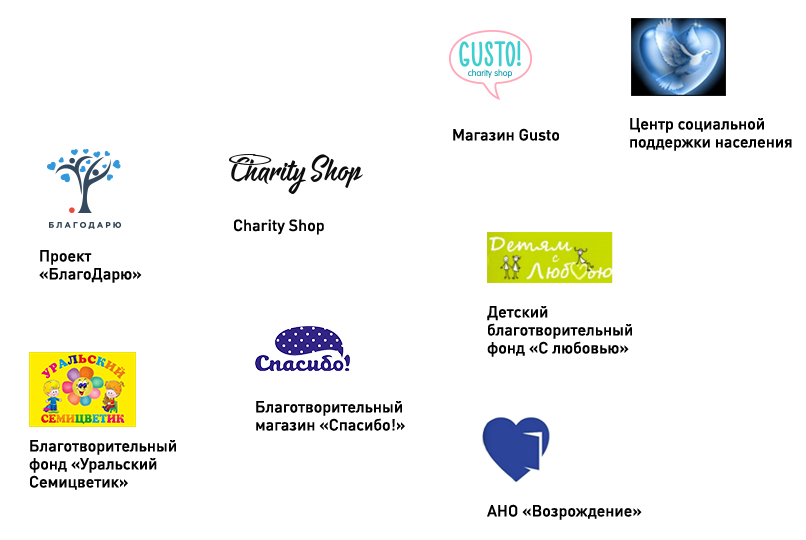 GUSTO!
charity shop
Магазин Gusto
Центр социальной
поддержки населения
БЛАГОДАРЮ
Проект
«БлагоДарю»
Charity Shop
Charity Shop
Детям
с
Любовью
Детский
благотворительный
фонд «С любовью»
УРАЛЬСКИЙ
СЕМИЦВЕТИК
Благотворительный
фонд «Уральский
Семицветик»
Спасибо!
Благотворительный
магазин «Спасибо!»
АНО «Возрождение»